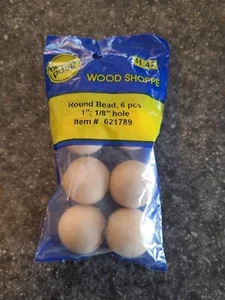 WOOD SHOPPE
Round Bead, 6 pcs
1"; 1/8" hole
Item # 621789